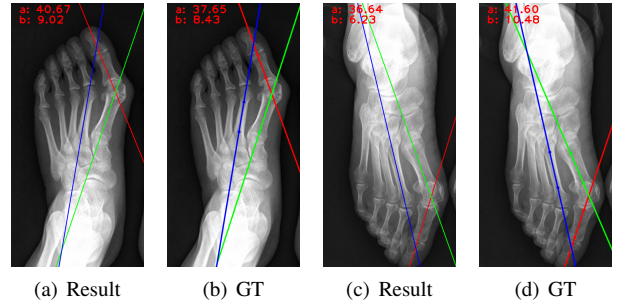 a: 40.67
b: 9.02
a: 37.65
b: 8.43
a: 36.64
b: 6.23
a: 41.60
b: 10.48
(a) Result
(b) GT
(c) Result
(d) GT